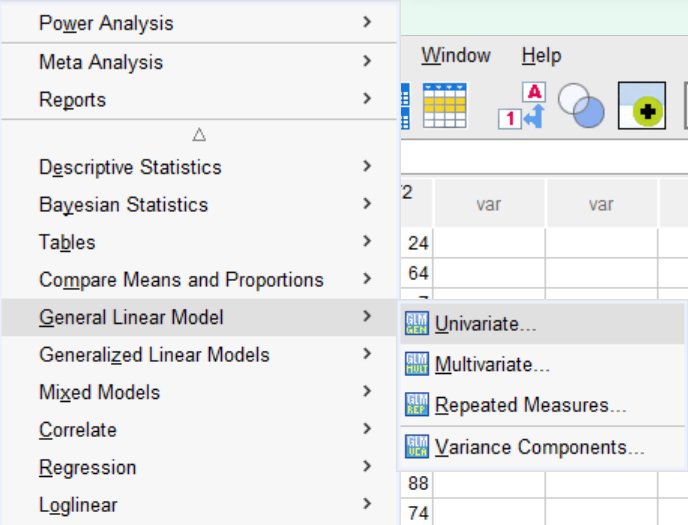 Power Analysis
Meta Analysis
Reports
Descriptive Statistics
Bayesian Statistics
Tables
Compare Means and Proportions
General Linear Model
Generalized Linear Models
Mixed Models
Correlate
Regression
Loglinear
Window Help
A
1
2
var var
24
64
GLM GEN Univariate...
GLM MULT Multivariate...
GLM REP Repeated Measures...
GLM VCA Variance Components...
88
74